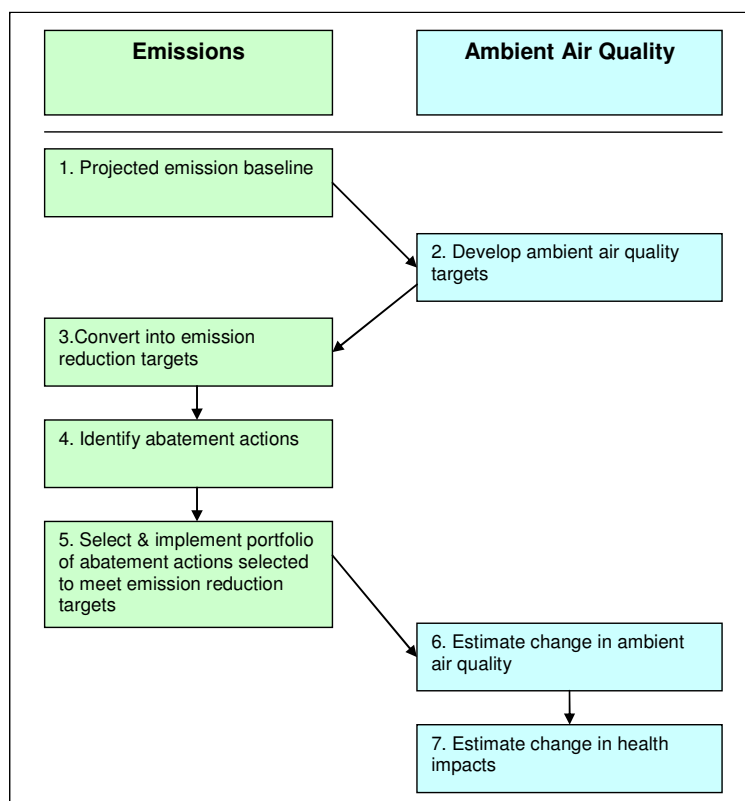 Emissions
Ambient Air Quality
1. Projected emission baseline
2. Develop ambient air quality
targets
3.Convert into emission
reduction targets
4. Identify abatement actions
5. Select & implement portfolio
of abatement actions selected
to meet emission reduction
targets
6. Estimate change in ambient
air quality
7. Estimate change in health
impacts